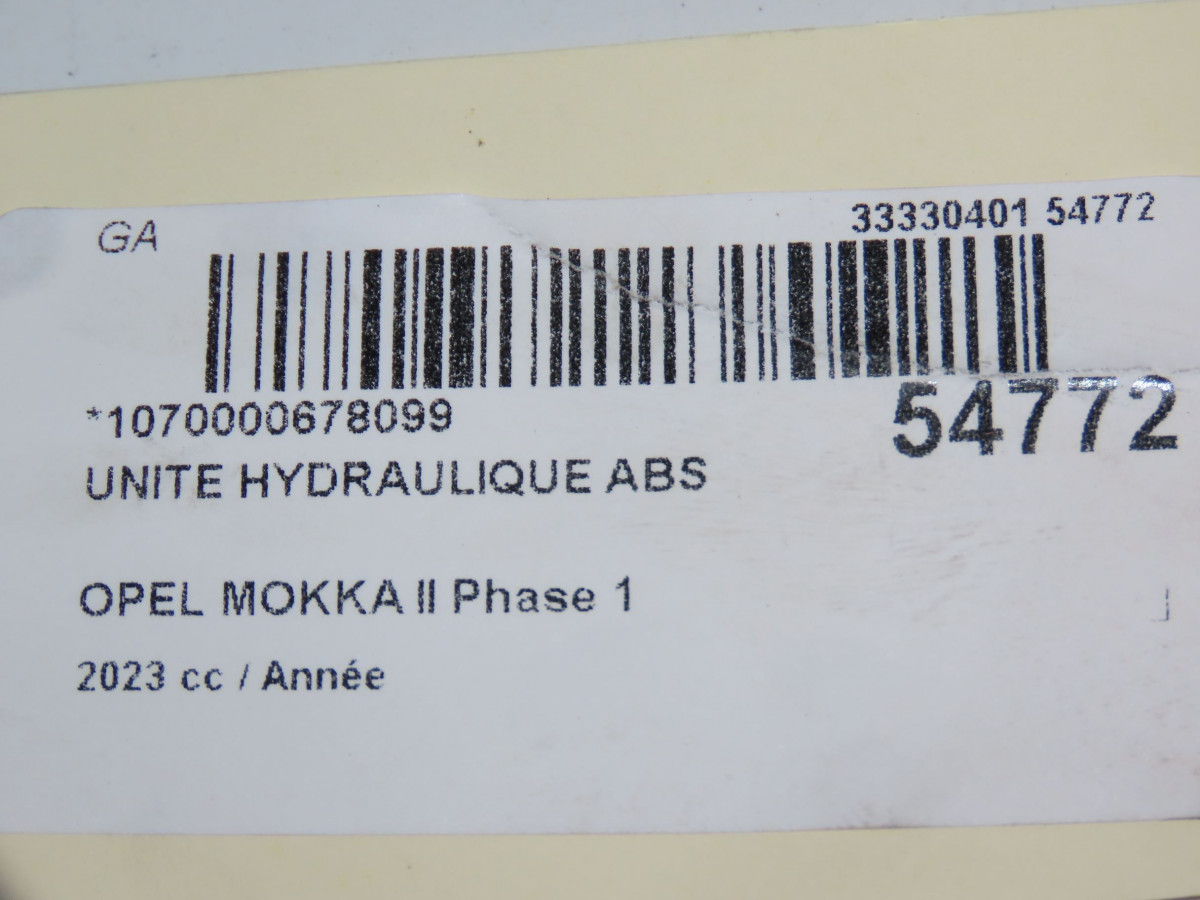 GA
33330401 54772
*1070000678099
54772
UNITE HYDRAULIQUE ABS
OPEL MOKKA II Phase 1
2023 cc / Année